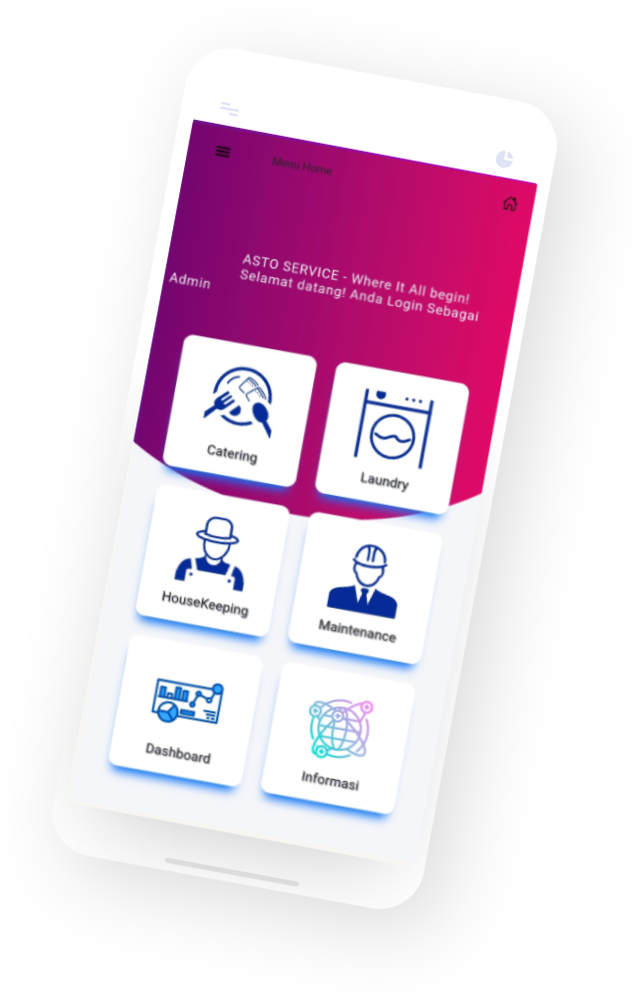 Menu Home
ASTO SERVICE - Where It All begin!
Selamat datang! Anda Login Sebagai
Admin
Catering
Laundry
HouseKeeping
Maintenance
Dashboard
Informasi